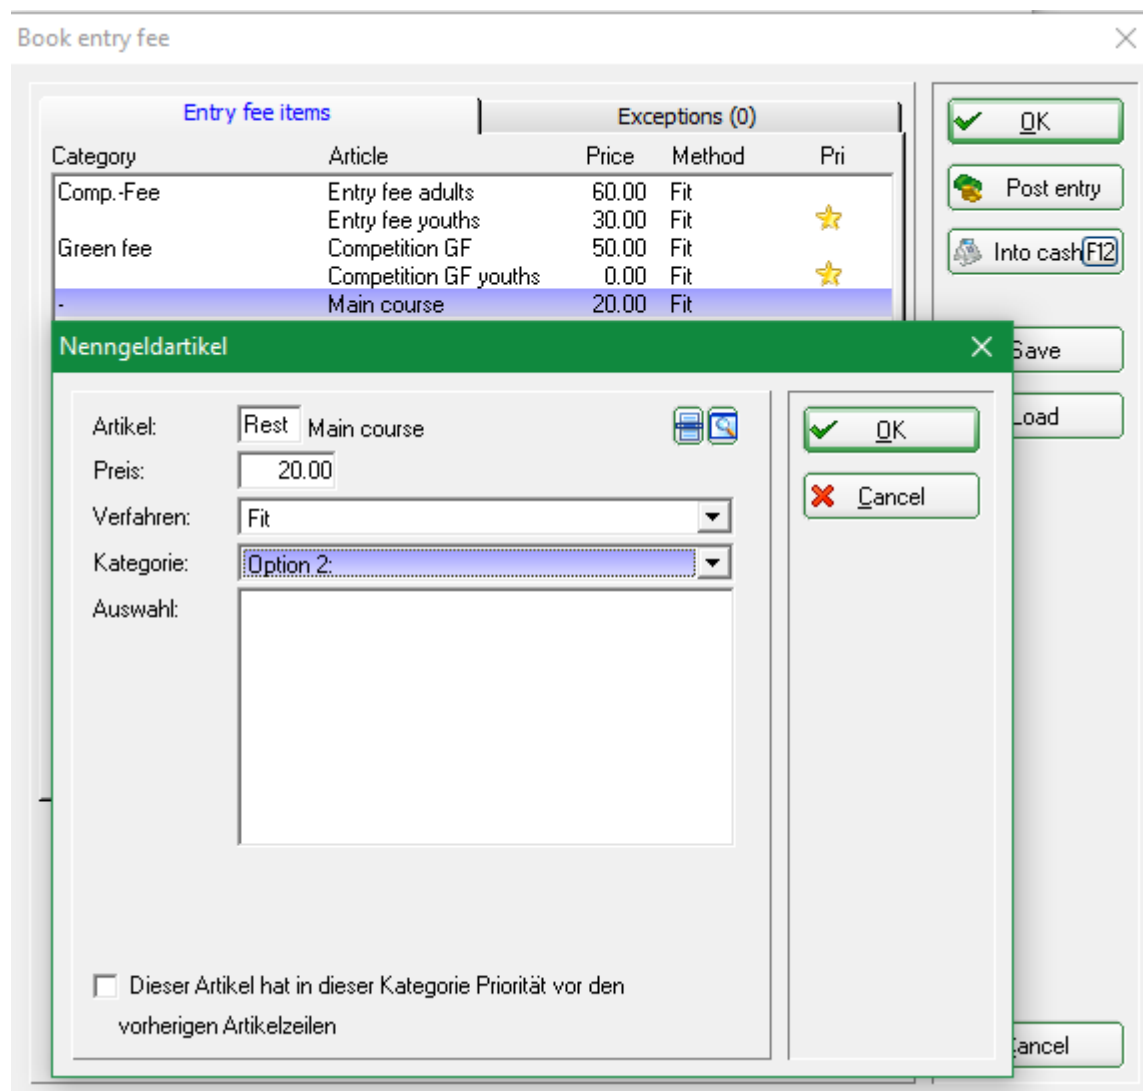 Book entry fee
Entry fee items Exceptions (0)
Category Article Price Method Pri
Comp.-Fee Entry fee adults 60.00 Fit
Entry fee youths 30.00 Fit
Green fee Competition GF 50.00 Fit
Competition GF youths 0.00 Fit
- Main course 20.00 Fit
OK
Post entry
Into cash F12
Save
Load
Nenngeldartikel
Artikel: Rest Main course
Preis: 20.00
Verfahren: Fit
Kategorie: Option 2:
Auswahl:
Dieser Artikel hat in dieser Kategorie Priorität vor den
vorherigen Artikelzeilen
OK
Cancel
Cancel